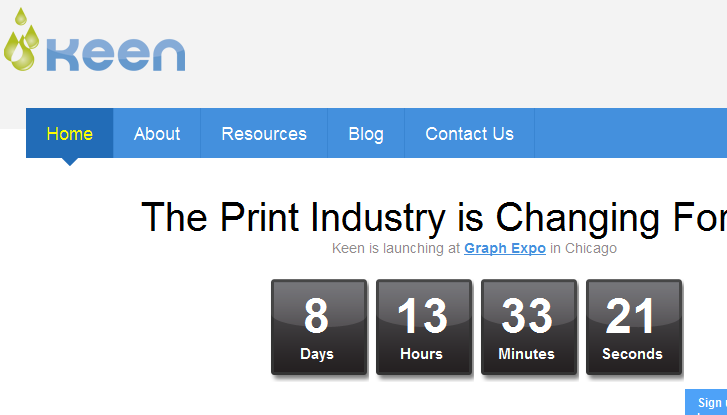 keen
Home About Resources Blog Contact Us
The Print Industry is Changing For
Keen is launching at Graph Expo in Chicago
8 13 33 21
Days Hours Minutes Seconds
Sign